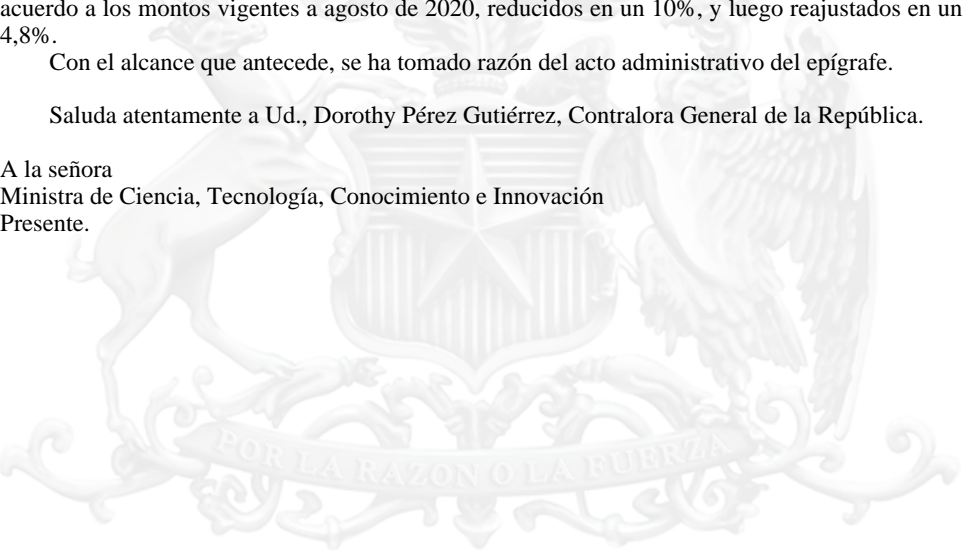 acuerdo a los montos vigentes a agosto de 2020, reducidos en un 10%, y luego reajustados en un
4,8%.
Con el alcance que antecede, se ha tomado razón del acto administrativo del epígrafe.
Saluda atentamente a Ud., Dorothy Pérez Gutiérrez, Contralora General de la República.
A la señora
Ministra de Ciencia, Tecnología, Conocimiento e Innovación
Presente.
POR LA RAZON O LA FUERZA